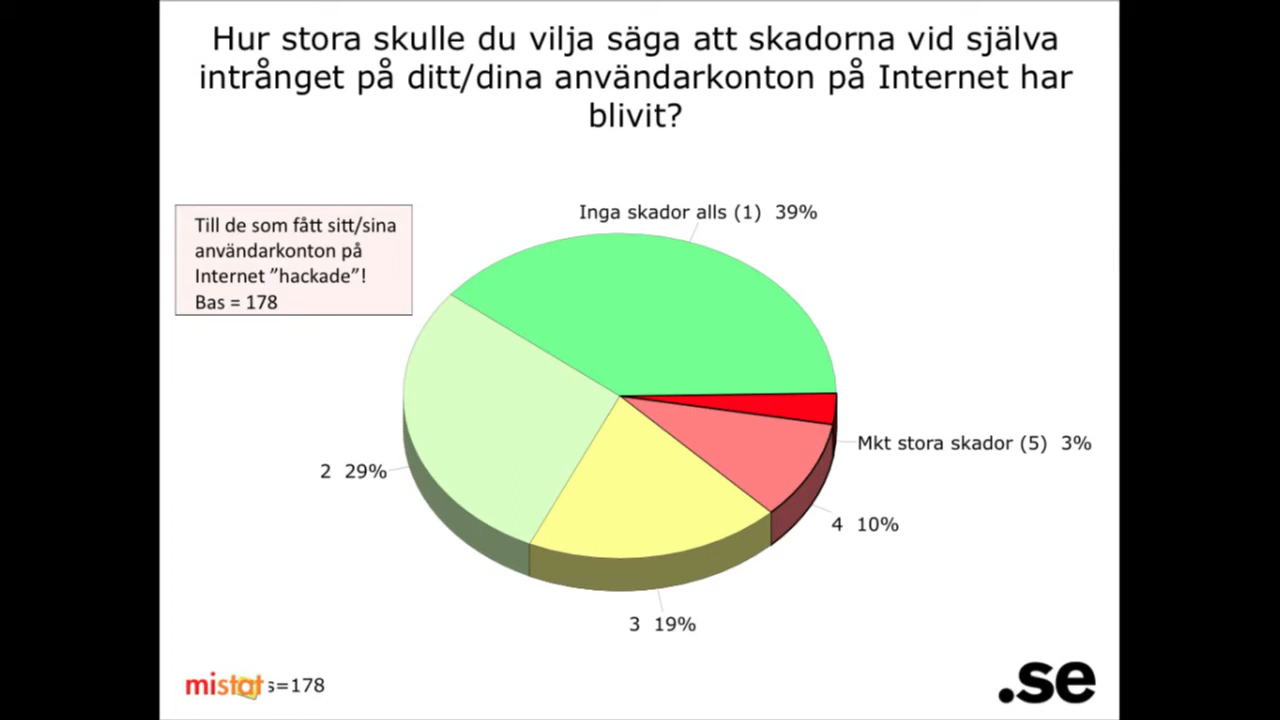 Hur stora skulle du vilja säga att skadorna vid själva
intrånget på ditt/dina användarkonton på Internet har
blivit?
Till de som fått sitt/sina
användarkonton på
Internet ”hackade”!
Bas = 178
Inga skador alls (1) 39%
Mkt stora skador (5) 3%
2 29%
4 10%
3 19%
mistat s=178
.se